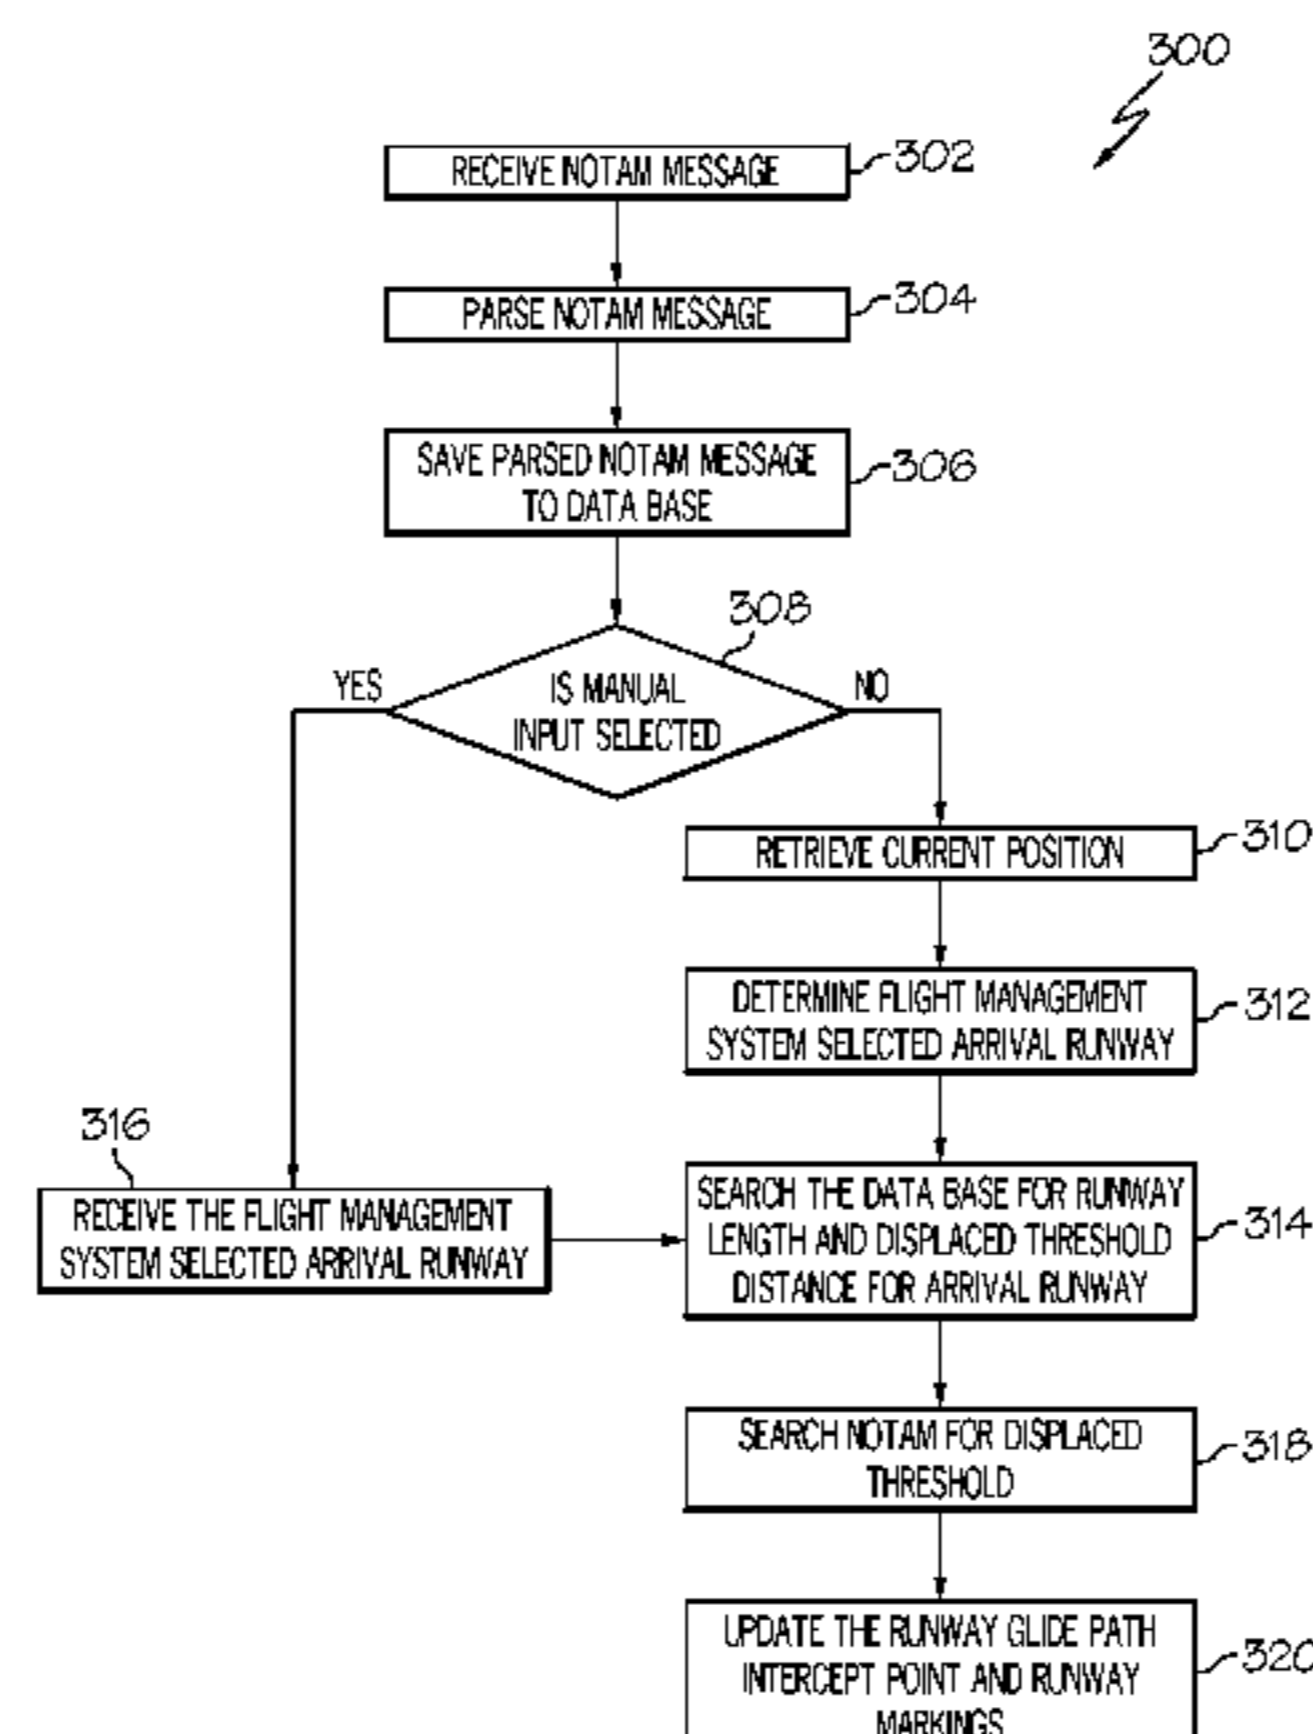 300
RECEIVE NOTAM MESSAGE
302
PARSE NOTAM MESSAGE
304
SAVE PARSED NOTAM MESSAGE
TO DATA BASE
306
308
IS MANUAL
INPUT SELECTED
YES
NO
RETRIEVE CURRENT POSITION
310
DETERMINE FLIGHT MANAGEMENT
SYSTEM SELECTED ARRIVAL RUNWAY
312
316
RECEIVE THE FLIGHT MANAGEMENT
SYSTEM SELECTED ARRIVAL RUNWAY
SEARCH THE DATA BASE FOR RUNWAY
LENGTH AND DISPLACED THRESHOLD
DISTANCE FOR ARRIVAL RUNWAY
314
SEARCH NOTAM FOR DISPLACED
THRESHOLD
318
UPDATE THE RUNWAY GLIDE PATH
INTERCEPT POINT AND RUNWAY
MARKINGS
320